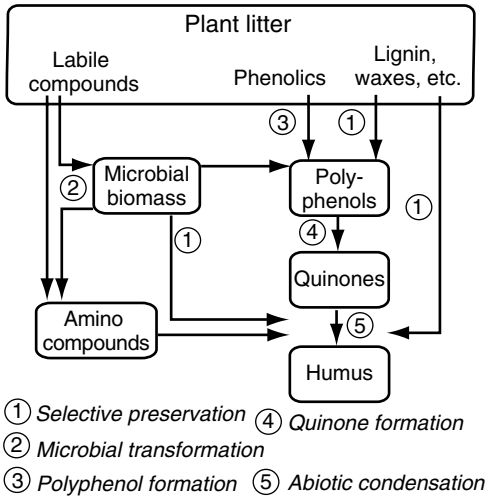 Plant litter
Labile
compounds
Phenolics
Lignin,
waxes, etc.
3
1
Microbial
biomass
2
Poly-
phenols
1
1
4
Quinones
Amino
compounds
5
Humus
1 Selective preservation
4 Quinone formation
2 Microbial transformation
3 Polyphenol formation
5 Abiotic condensation